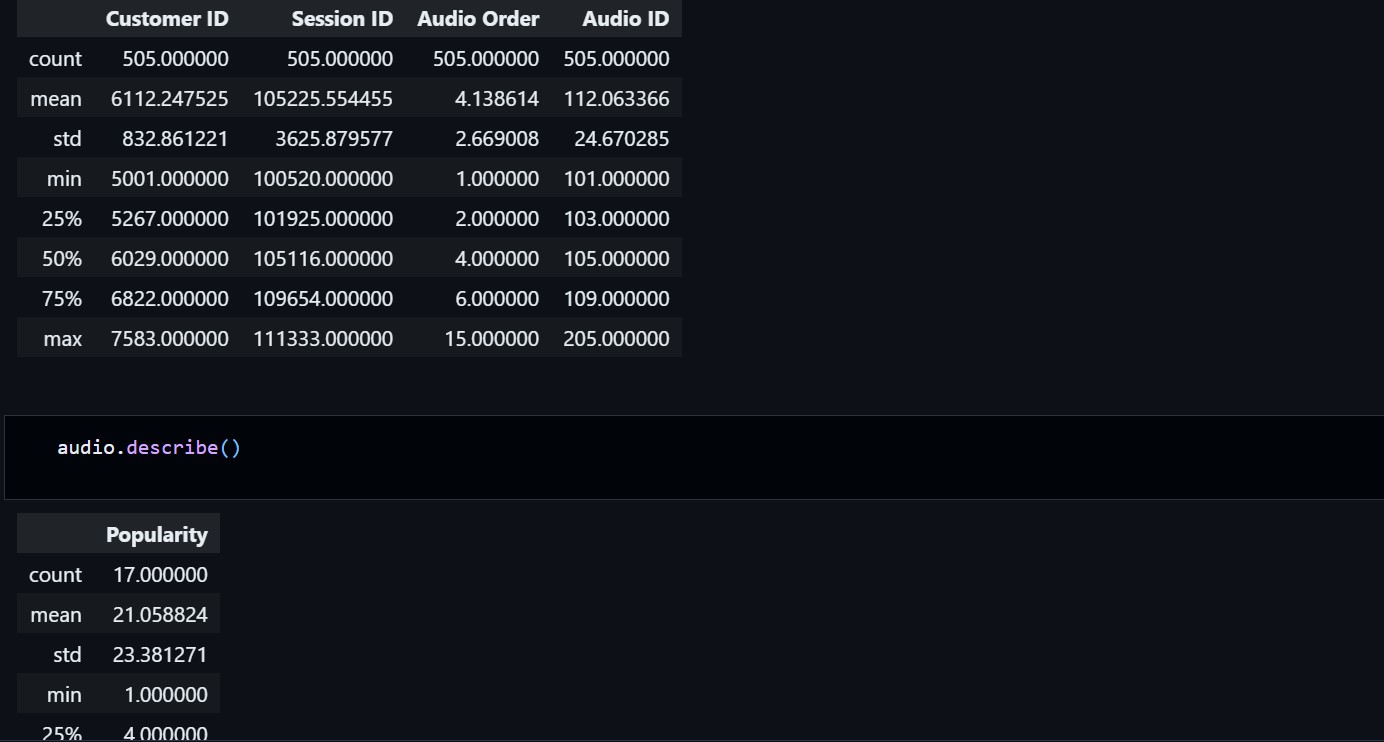 Customer ID Session ID Audio Order Audio ID
count 505.000000 505.000000 505.000000 505.000000
mean 6112.247525 105225.554455 4.138614 112.063366
std 832.861221 3625.879577 2.669008 24.670285
min 5001.000000 100520.000000 1.000000 101.000000
25% 5267.000000 101925.000000 2.000000 103.000000
50% 6029.000000 105116.000000 4.000000 105.000000
75% 6822.000000 109654.000000 6.000000 109.000000
max 7583.000000 111333.000000 15.000000 205.000000
audio.describe()
Popularity
count 17.000000
mean 21.058824
std 23.381271
min 1.000000
25% 4.000000